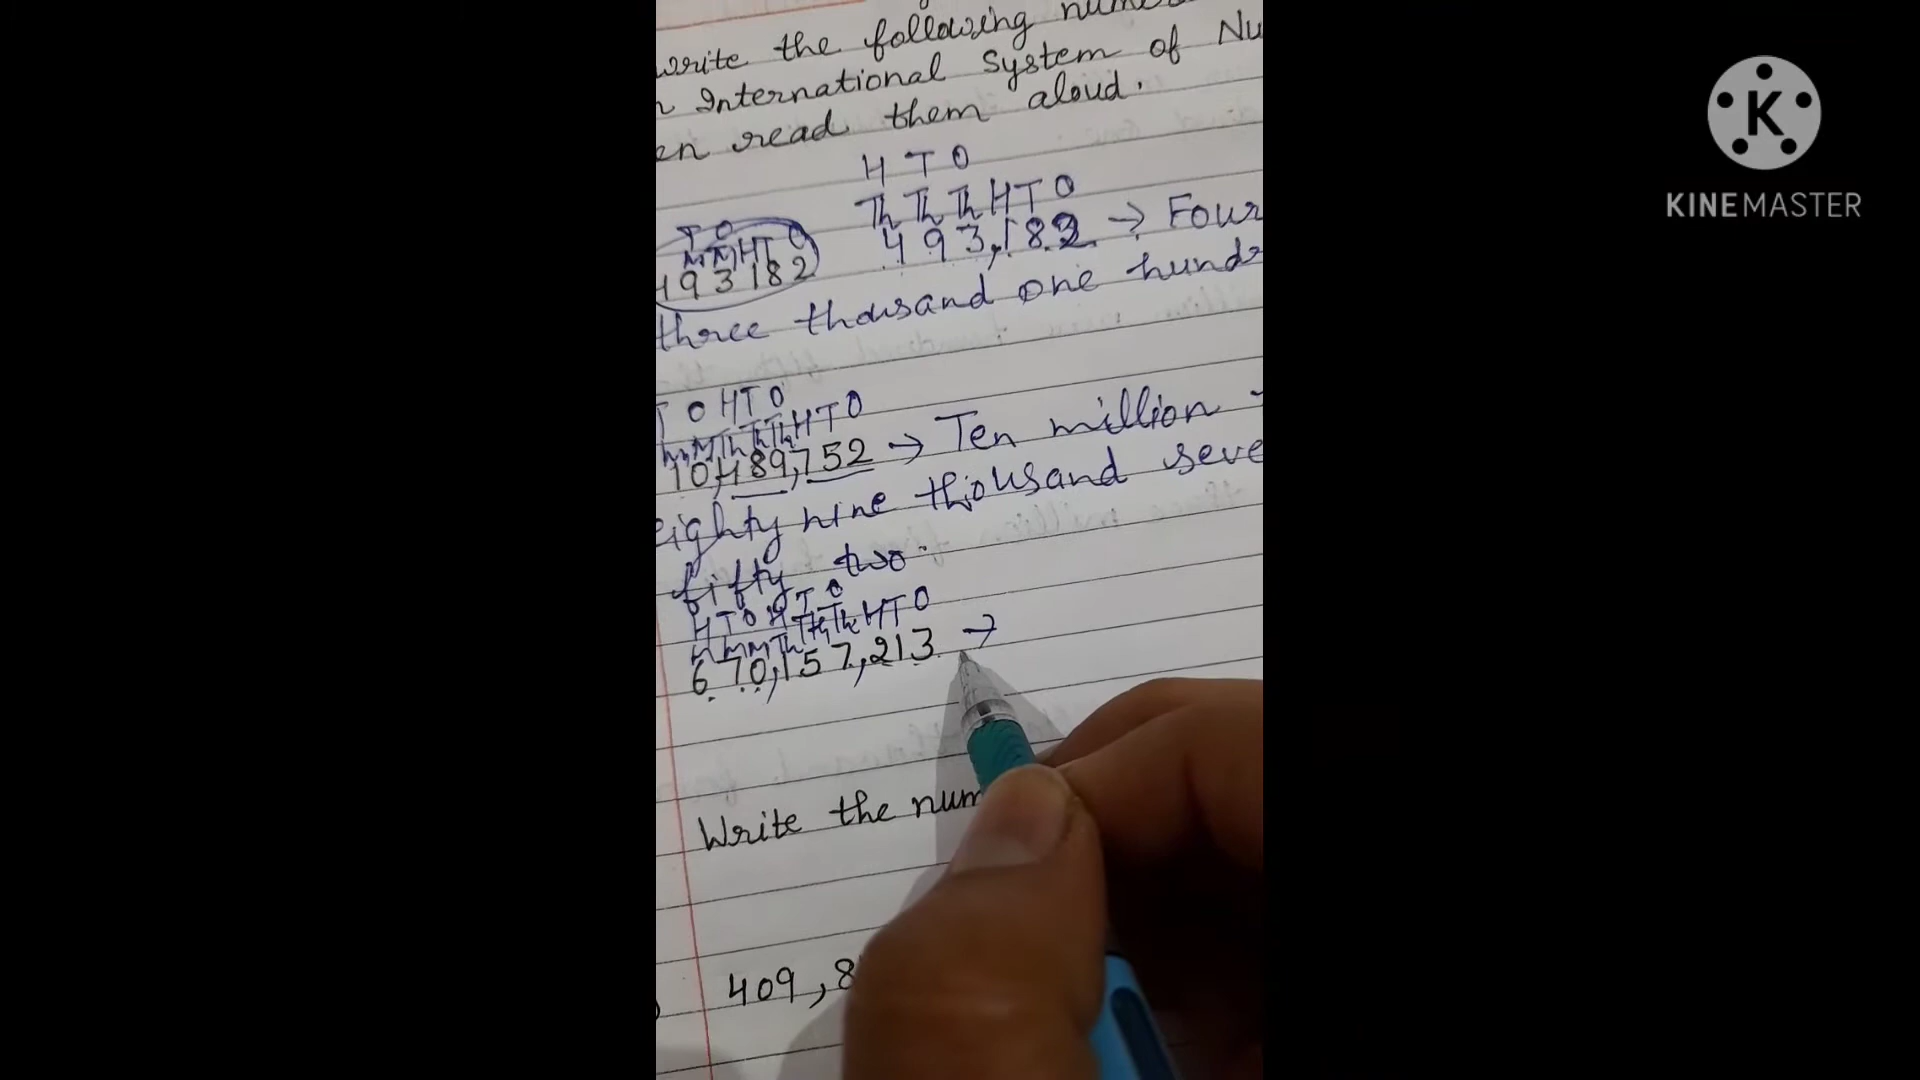 write the following
International System of Nu
en read them aloud.
H T O
Th Th Th H T O
493,182 → Four
T O
M M H T O
493182
three thousand one hundr
T O H T O
M M Th Th Th H T O
10,489,752 → Ten million
eighty nine thousand seve
fifty two.
H T O H T O
M M M Th Th Th H T O
670,157,213 →
Write the num
409,8
KINEMASTER